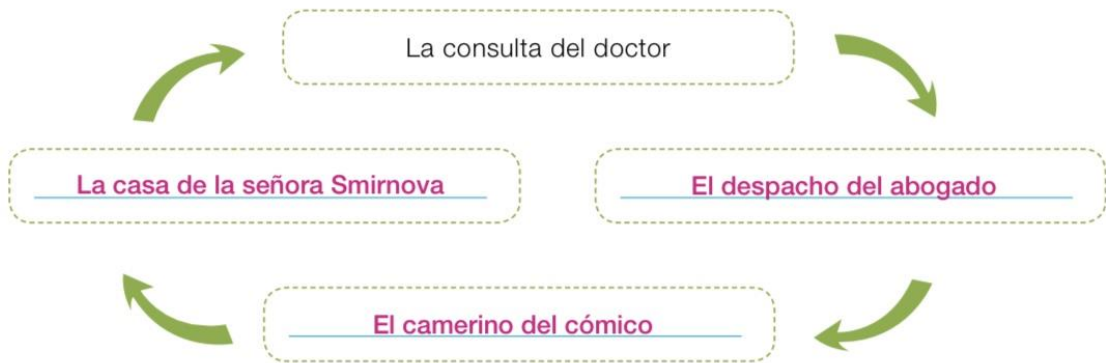 La consulta del doctor
La casa de la señora Smirnova
El despacho del abogado
El camerino del cómico